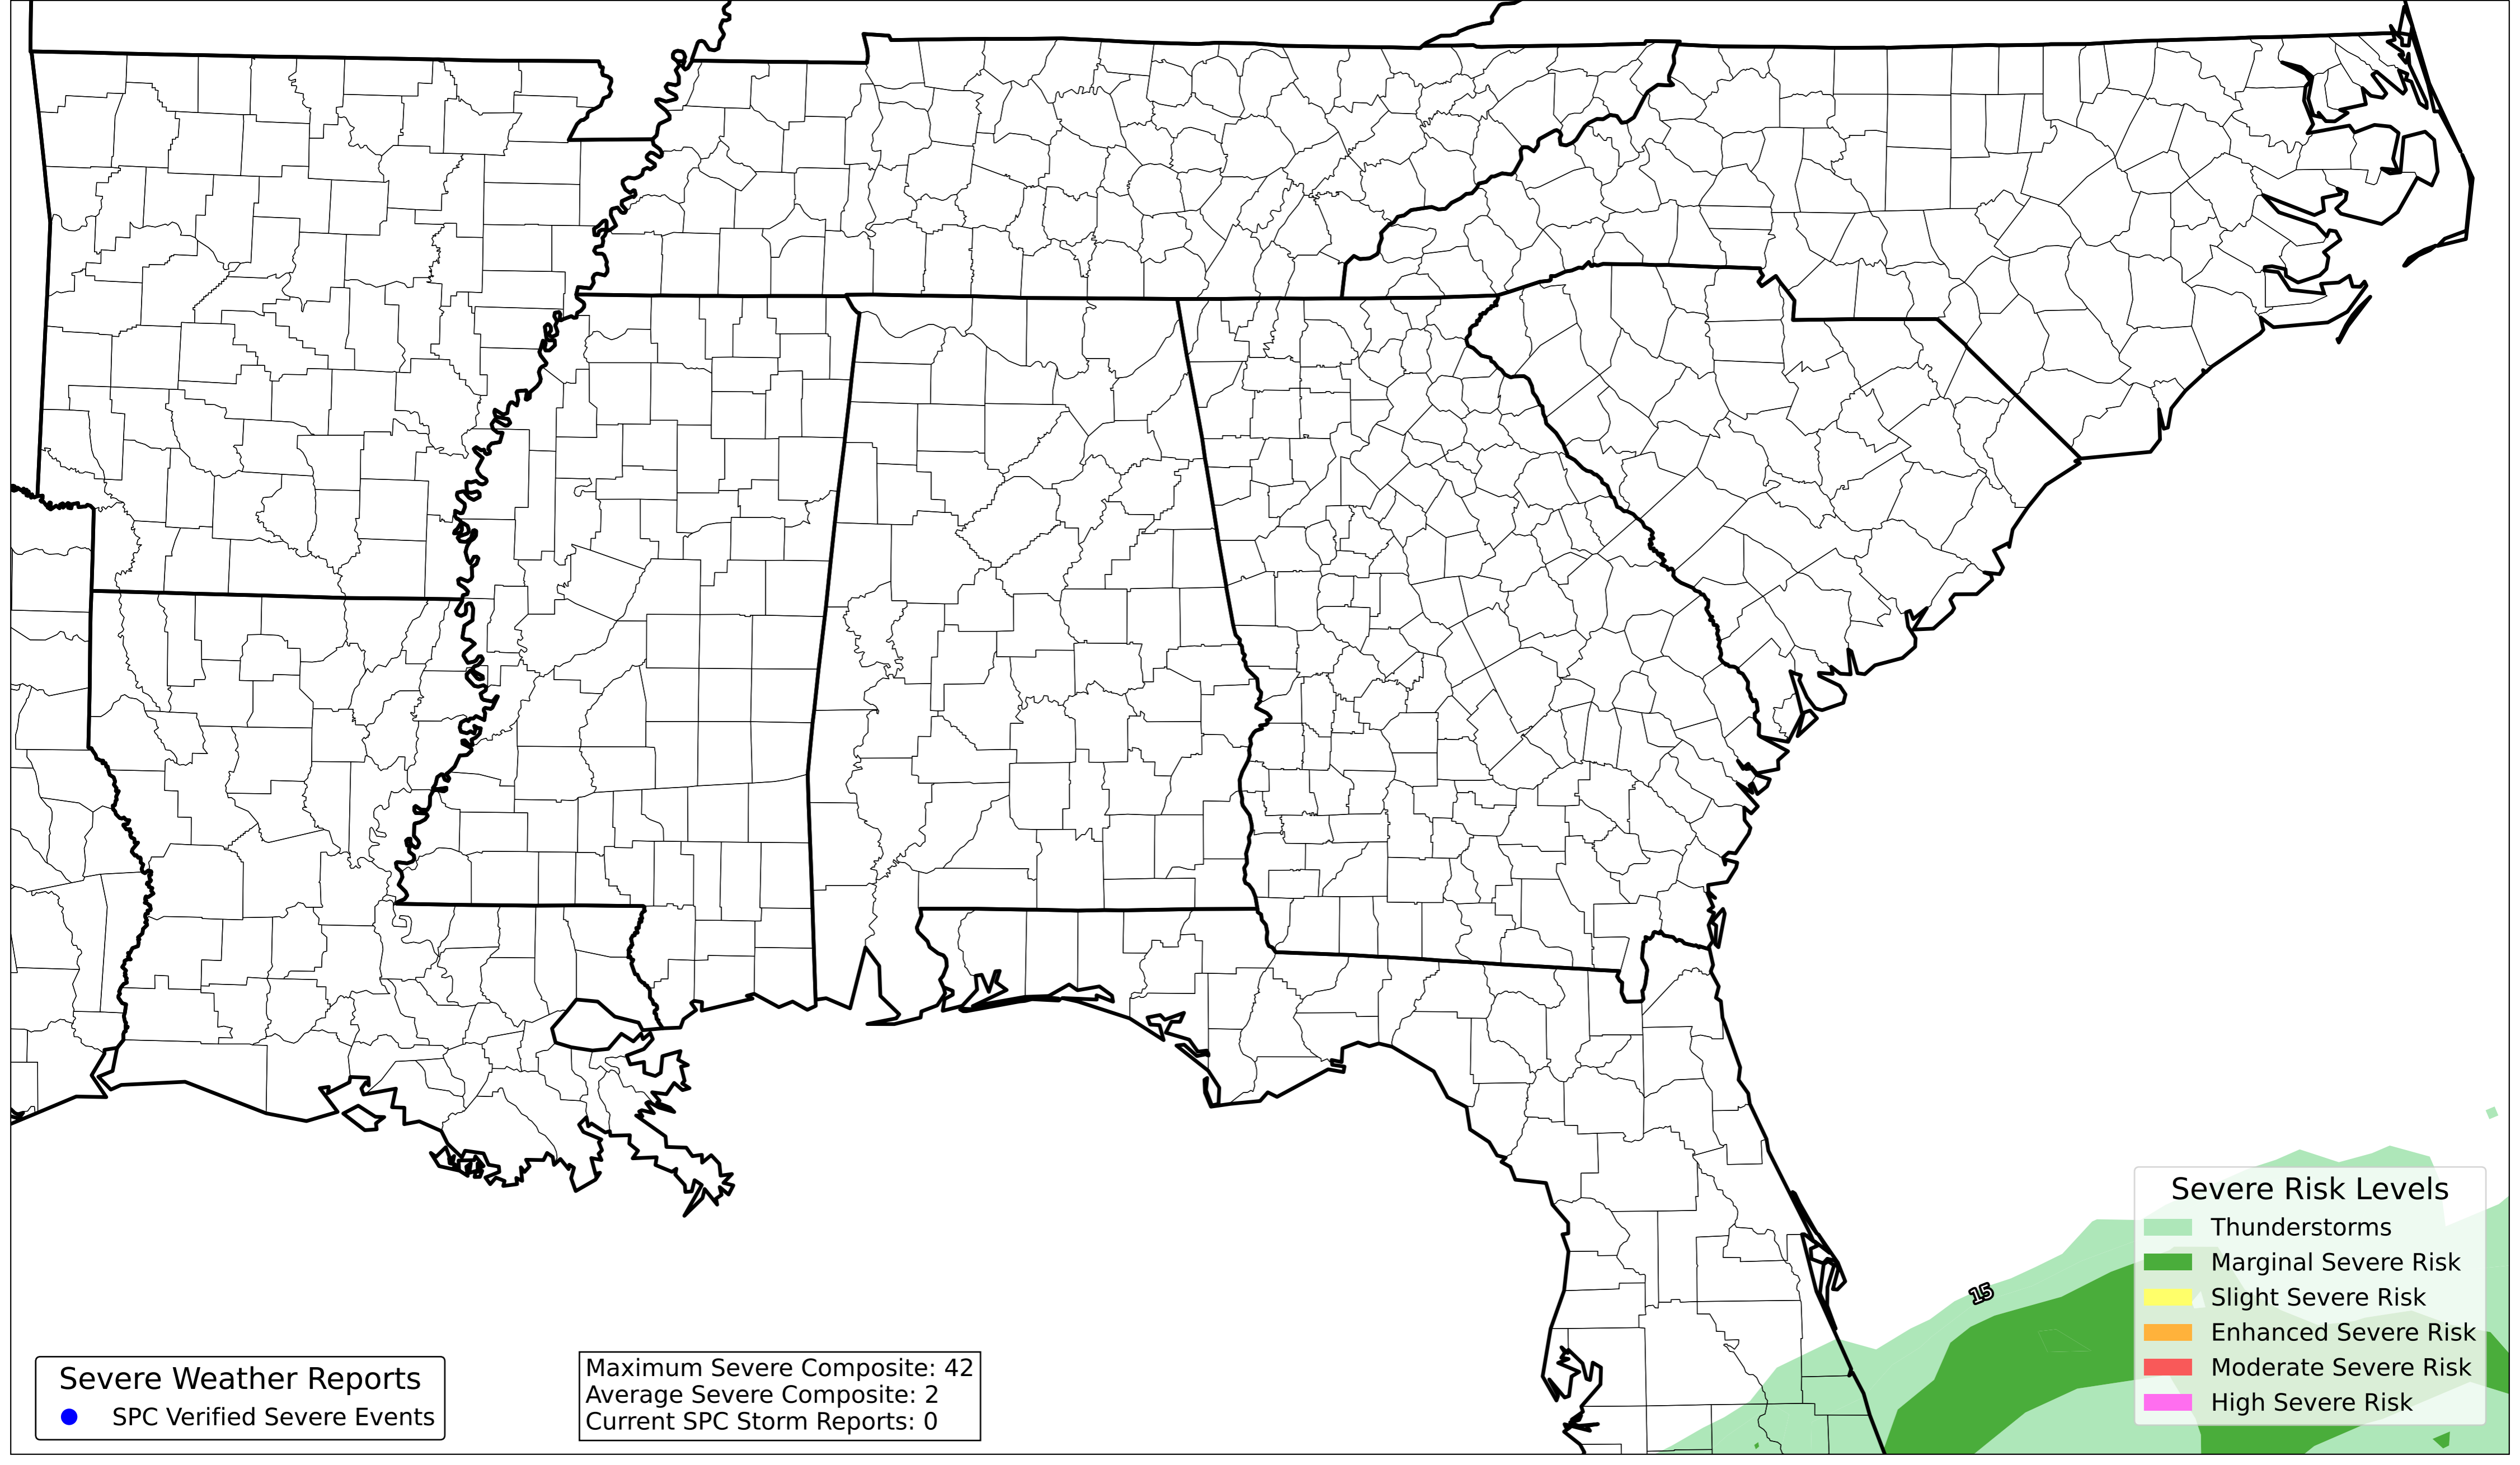 15
Severe Risk Levels
Thunderstorms
Marginal Severe Risk
Slight Severe Risk
Enhanced Severe Risk
Moderate Severe Risk
High Severe Risk
Severe Weather Reports
SPC Verified Severe Events
Maximum Severe Composite: 42
Average Severe Composite: 2
Current SPC Storm Reports: 0